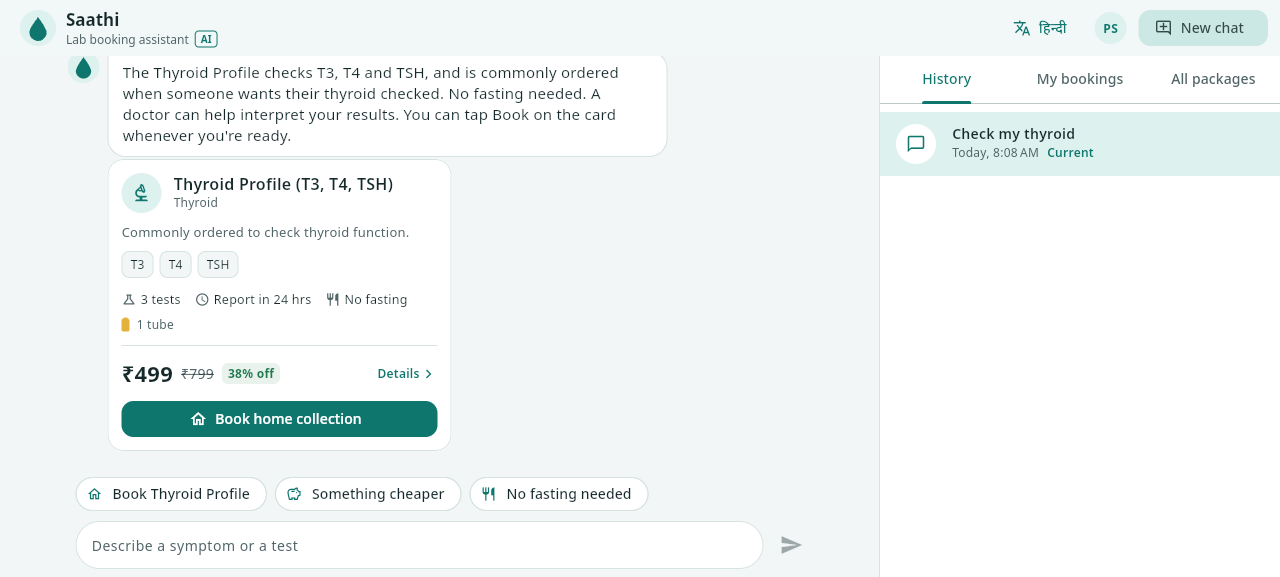 Saathi
Lab booking assistant AI
हिन्दी
PS
New chat
The Thyroid Profile checks T3, T4 and TSH, and is commonly ordered
when someone wants their thyroid checked. No fasting needed. A
doctor can help interpret your results. You can tap Book on the card
whenever you're ready.
Thyroid Profile (T3, T4, TSH)
Thyroid
Commonly ordered to check thyroid function.
T3 T4 TSH
3 tests Report in 24 hrs No fasting
1 tube
₹499 ₹799 38% off Details
Book home collection
Book Thyroid Profile Something cheaper No fasting needed
Describe a symptom or a test
History My bookings All packages
Check my thyroid
Today, 8:08 AM Current